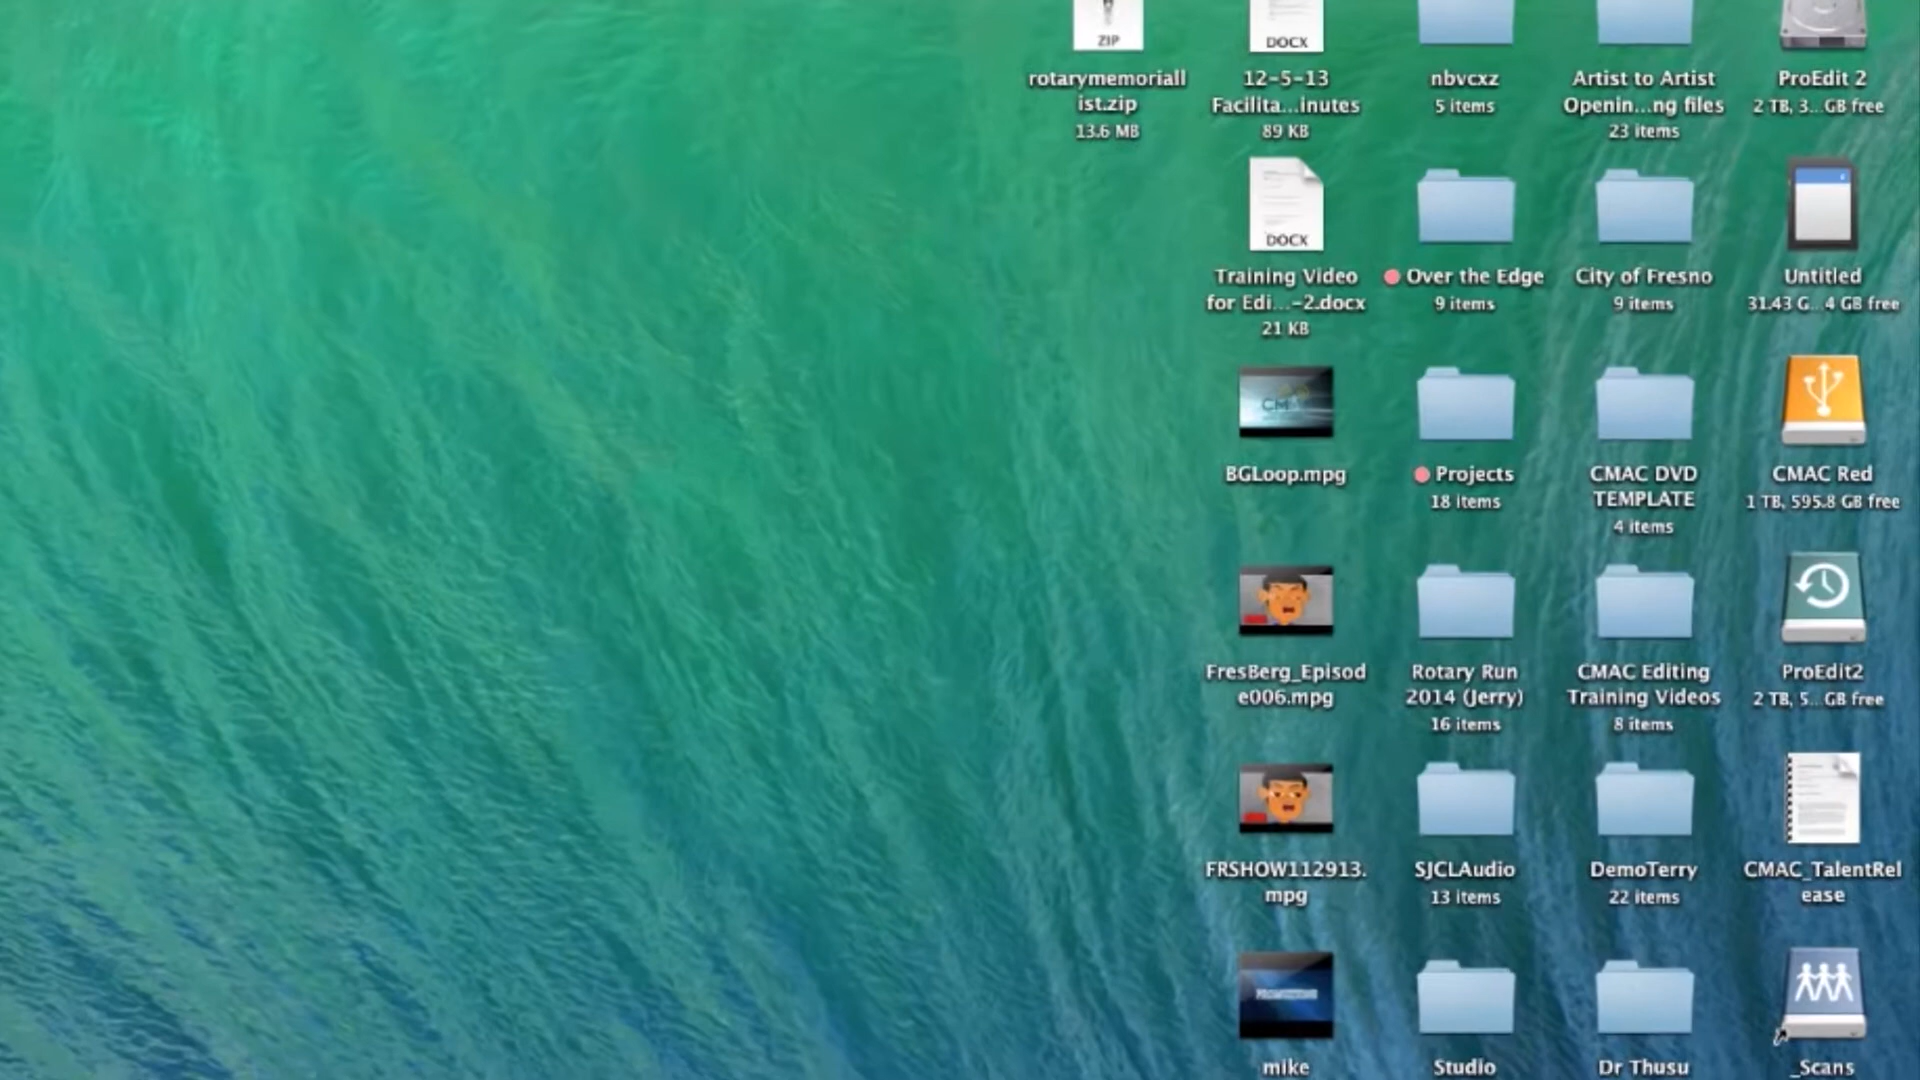 ZIP
rotarymemoriall
ist.zip
13.6 MB
DOCX
12-5-13
Facilita...inutes
89 KB
nbvcxz
5 items
Artist to Artist
Openin...ng files
23 items
ProEdit 2
2 TB, 3... GB free
DOCX
Training Video
for Edi...-2.docx
21 KB
Over the Edge
9 items
City of Fresno
9 items
Untitled
31.43 G...4 GB free
BGLoop.mpg
Projects
18 items
CMAC DVD
TEMPLATE
4 items
CMAC Red
1 TB, 595.8 GB free
FresBerg_Episod
e006.mpg
Rotary Run
2014 (Jerry)
16 items
CMAC Editing
Training Videos
8 items
ProEdit2
2 TB, 5... GB free
FRSHOW112913.
mpg
SJCLAudio
13 items
DemoTerry
22 items
CMAC_TalentRel
ease
mike
Studio
Dr Thusu
_Scans